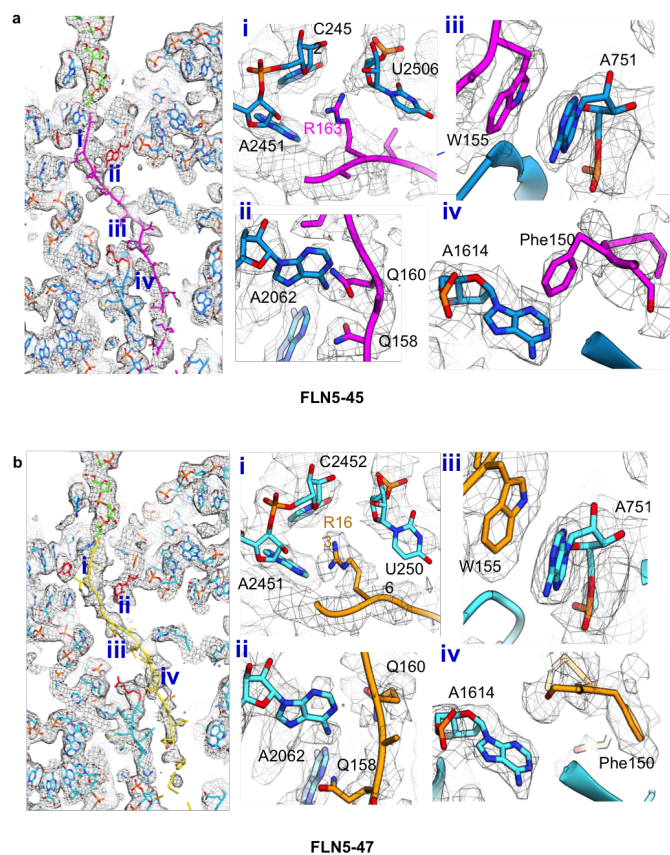 a
i
ii
iii
iv
i
C245
2
U2506
A2451
R163
iii
A751
W155
ii
A2062
Q160
Q158
iv
A1614
Phe150
FLN5-45
b
i
ii
iii
iv
i
C2452
R16
3
U250
6
A2451
iii
A751
W155
ii
Q160
A2062
Q158
iv
A1614
Phe150
FLN5-47